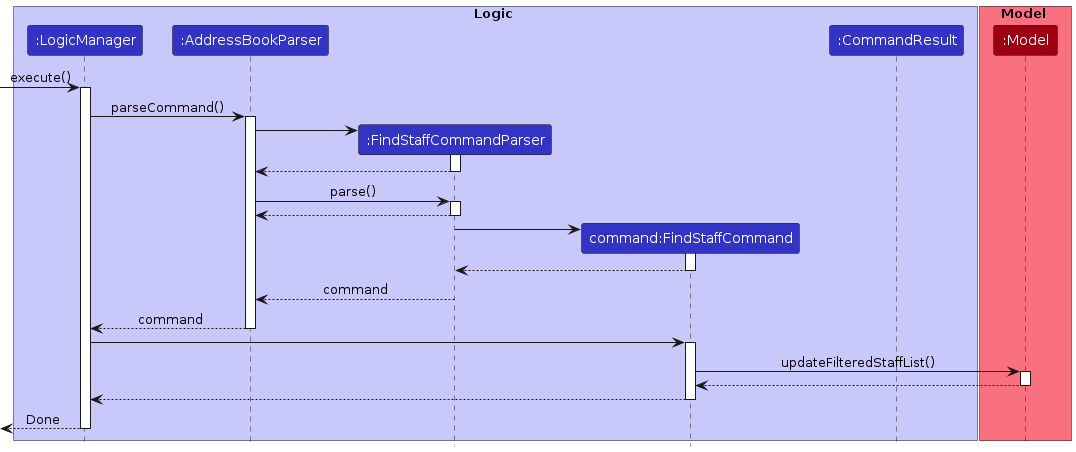 Logic
Model
:LogicManager
:AddressBookParser
:CommandResult
:Model
execute()
parseCommand()
:FindStaffCommandParser
parse()
command:FindStaffCommand
command
command
updateFilteredStaffList()
Done